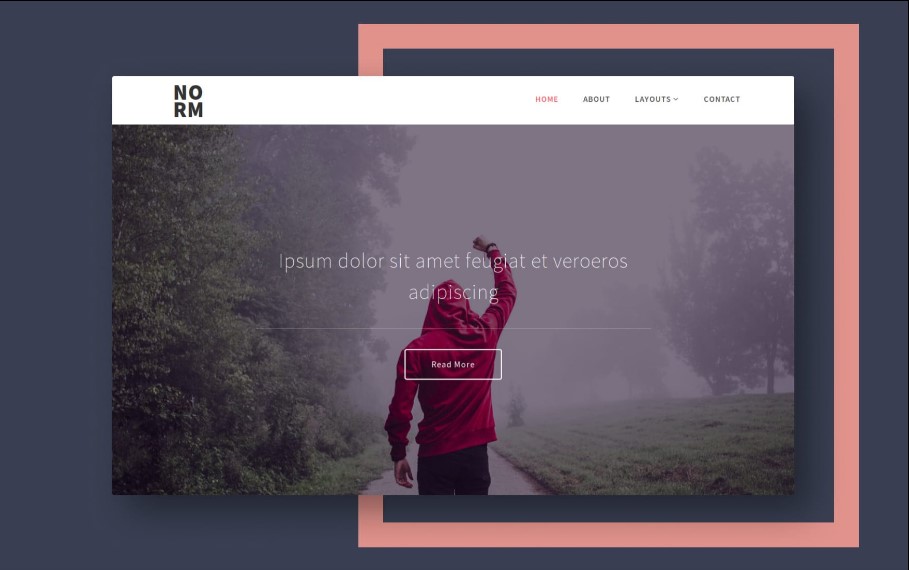 NO
RM
HOME ABOUT LAYOUTS CONTACT
Ipsum dolor sit amet feugiat et veroeros
adipiscing
Read More